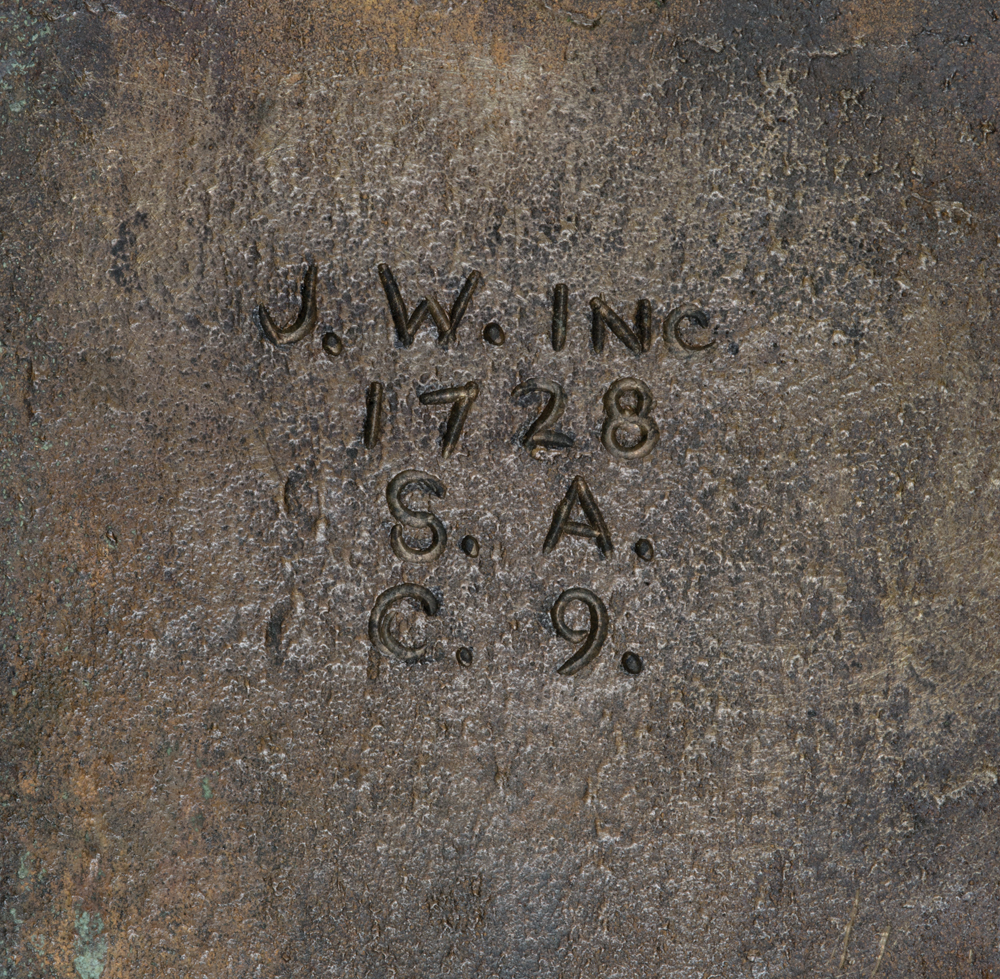 J. W. INC
1728
S. A.
C. 9.